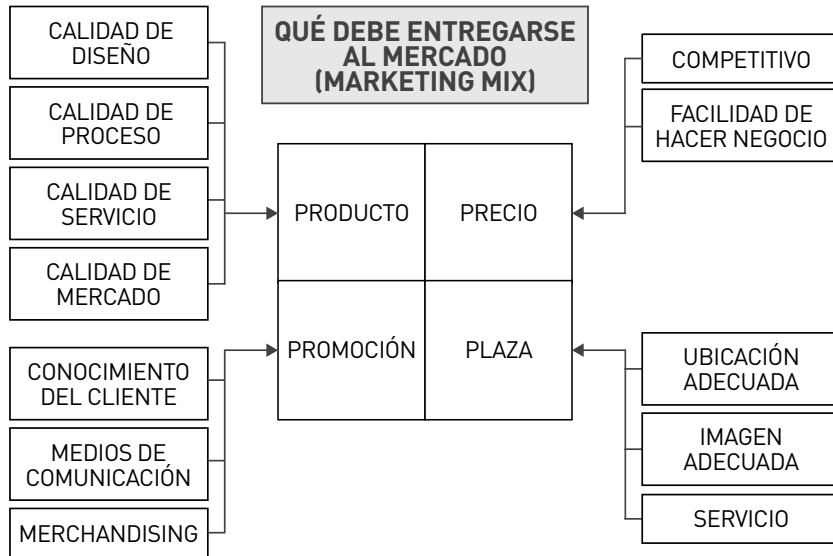 QUÉ DEBE ENTREGARSE
AL MERCADO
(MARKETING MIX)
CALIDAD DE
DISEÑO
CALIDAD DE
PROCESO
CALIDAD DE
SERVICIO
CALIDAD DE
MERCADO
PRODUCTO
PRECIO
COMPETITIVO
FACILIDAD DE
HACER NEGOCIO
PROMOCIÓN
PLAZA
CONOCIMIENTO
DEL CLIENTE
MEDIOS DE
COMUNICACIÓN
MERCHANDISING
UBICACIÓN
ADECUADA
IMAGEN
ADECUADA
SERVICIO